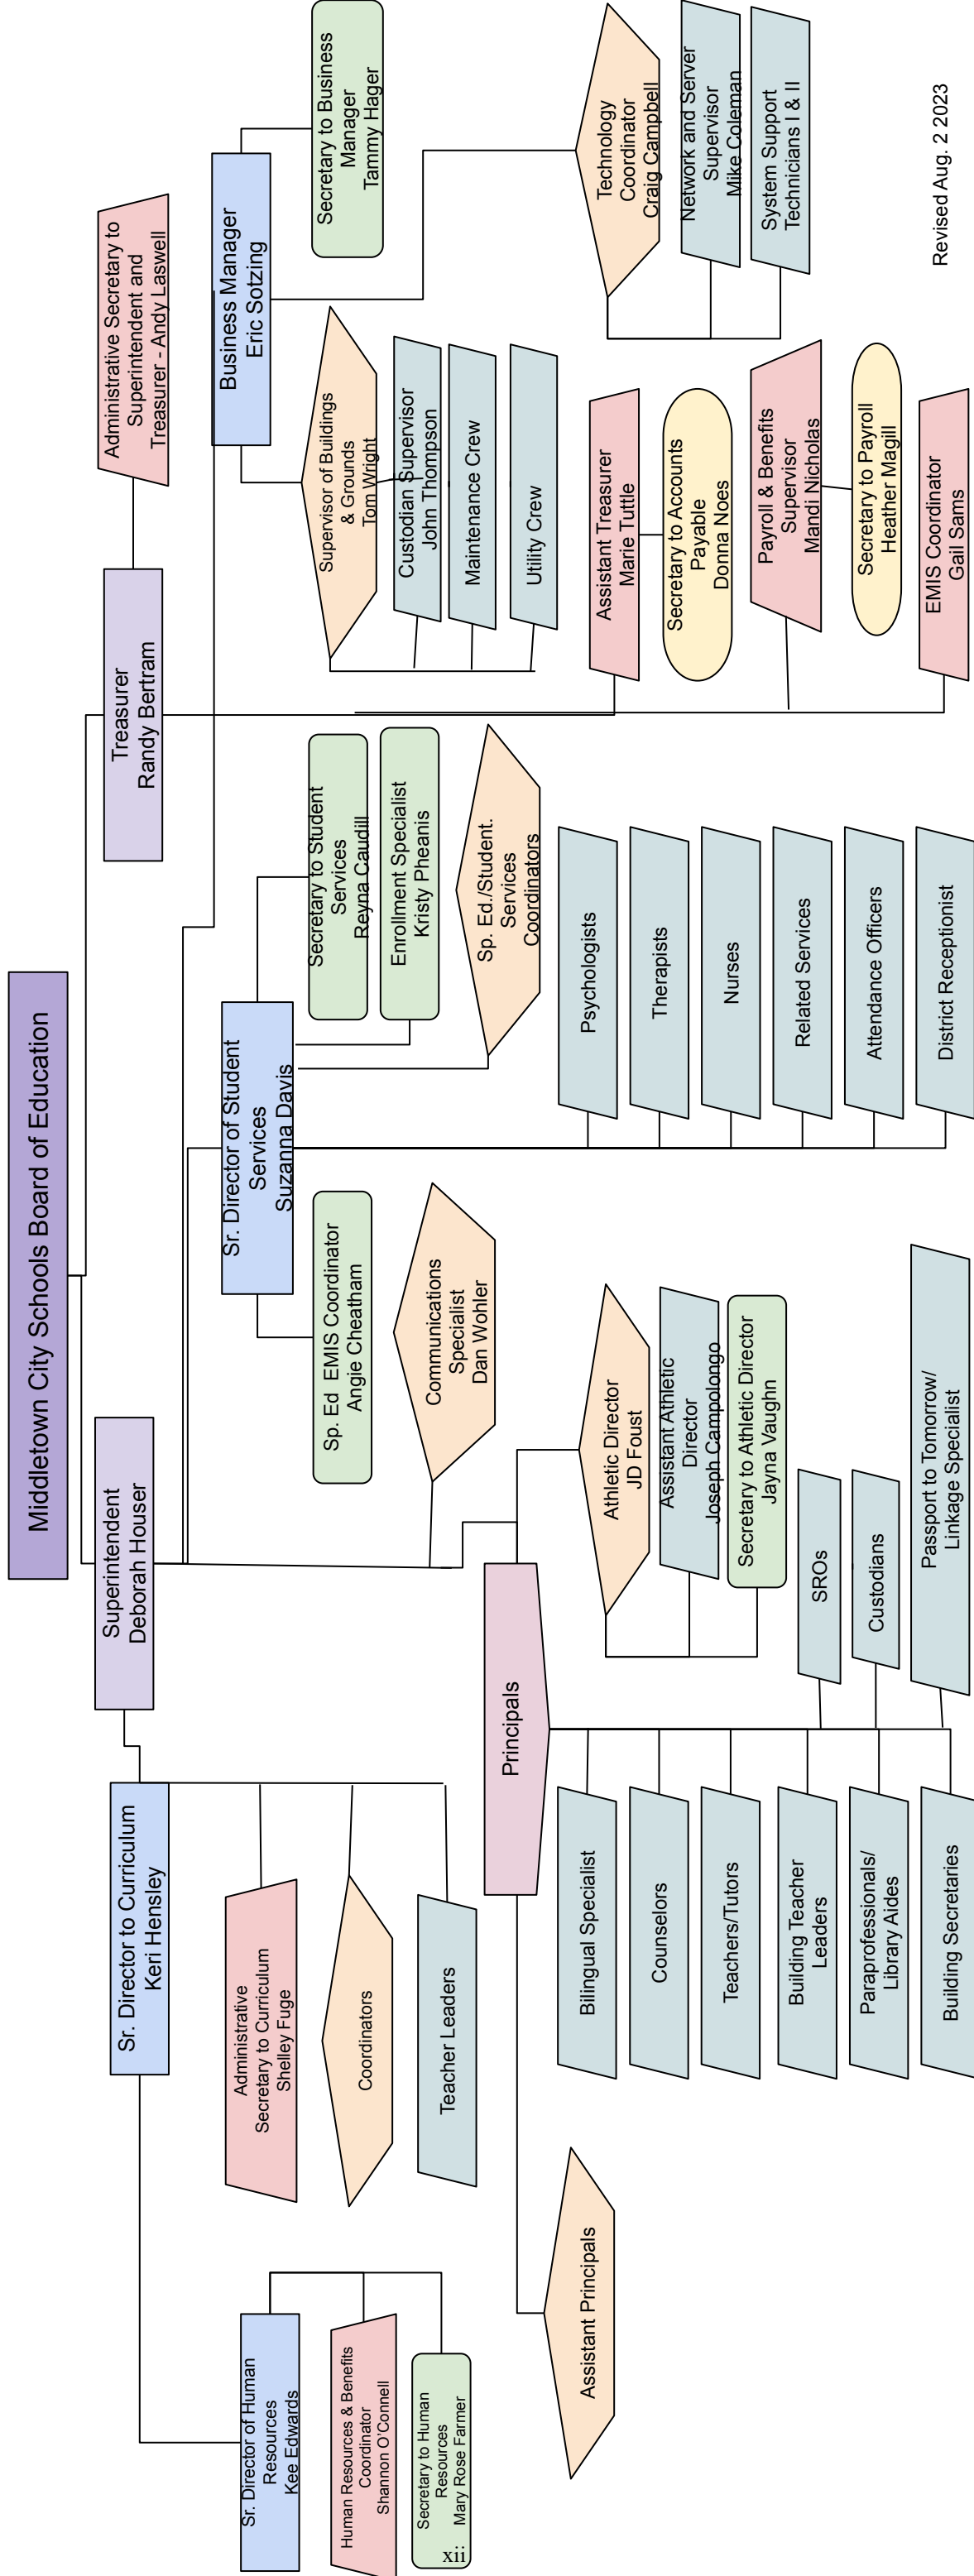 Middletown City Schools Board of Education
Superintendent
Deborah Houser
Treasurer
Randy Bertram
Administrative Secretary to
Superintendent and
Treasurer - Andy Laswell
Sr. Director to Curriculum
Keri Hensley
Administrative
Secretary to Curriculum
Shelley Fuge
Coordinators
Teacher Leaders
Sr. Director of Human
Resources
Kee Edwards
Human Resources & Benefits
Coordinator
Shannon O'Connell
Secretary to Human
Resources
Mary Rose Farmer
Sr. Director of Student
Services
Suzanna Davis
Sp. Ed  EMIS Coordinator
Angie Cheatham
Secretary to Student
Services
Reyna Caudill
Enrollment Specialist
Kristy Pheanis
Sp. Ed./Student.
Services
Coordinators
Psychologists
Therapists
Nurses
Related Services
Attendance Officers
District Receptionist
Communications
Specialist
Dan Wohler
Business Manager
Eric Sotzing
Secretary to Business
Manager
Tammy Hager
Supervisor of Buildings
& Grounds
Tom Wright
Custodian Supervisor
John Thompson
Maintenance Crew
Utility Crew
Technology
Coordinator
Craig Campbell
Network and Server
Supervisor
Mike Coleman
System Support
Technicians I & II
Assistant Treasurer
Marie Tuttle
Secretary to Accounts
Payable
Donna Noes
Payroll & Benefits
Supervisor
Mandi Nicholas
Secretary to Payroll
Heather Magill
EMIS Coordinator
Gail Sams
Principals
Assistant Principals
Athletic Director
JD Foust
Assistant Athletic
Director
Joseph Campolongo
Secretary to Athletic Director
Jayna Vaughn
Bilingual Specialist
Counselors
Teachers/Tutors
Building Teacher
Leaders
Paraprofessionals/
Library Aides
Building Secretaries
SROs
Custodians
Passport to Tomorrow/
Linkage Specialist
Revised Aug. 2 2023
xii